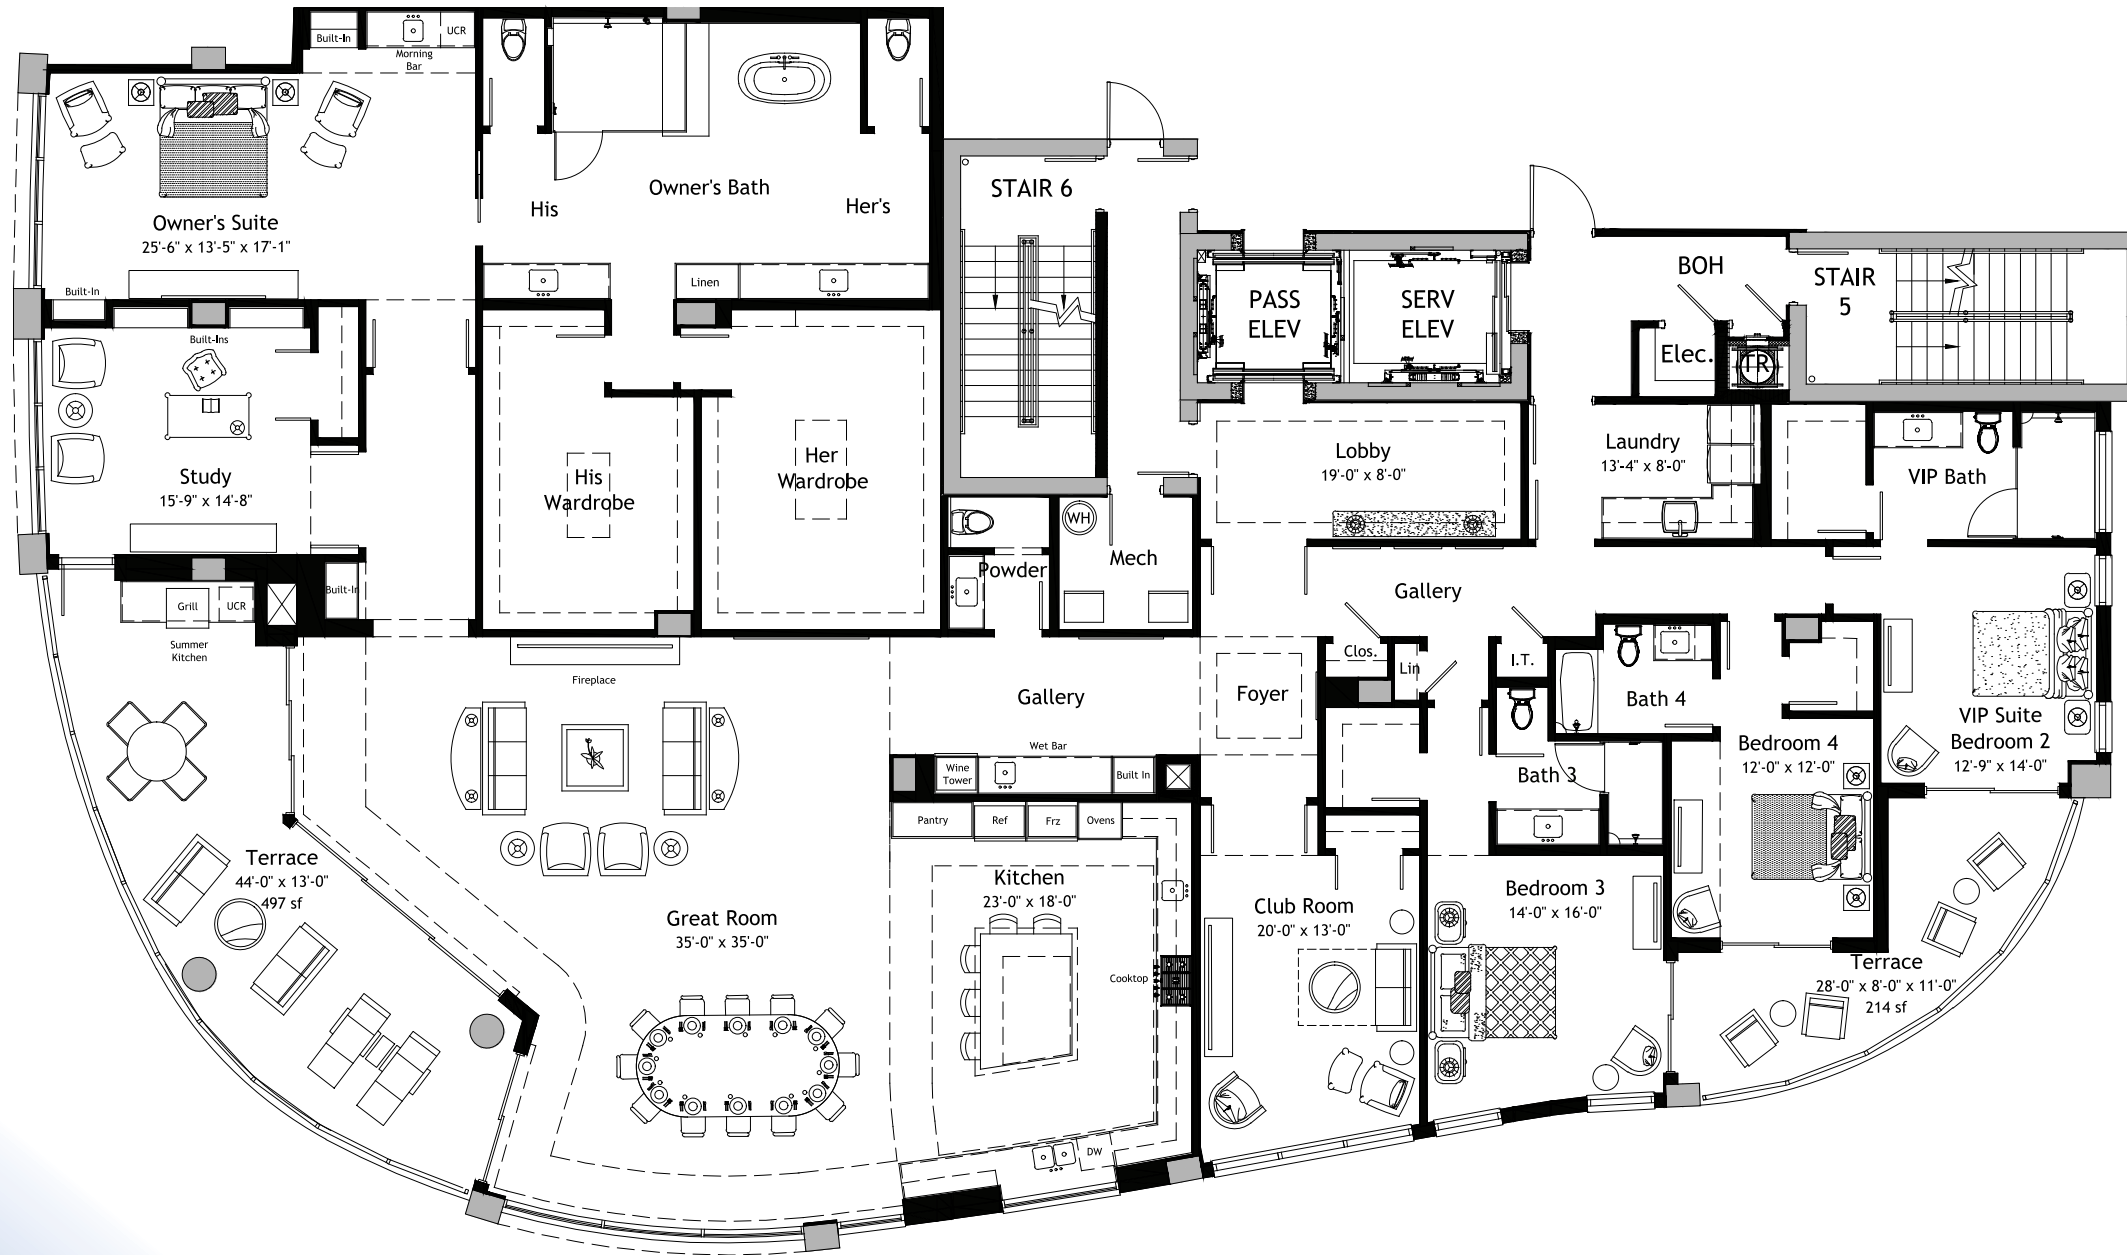 Built-In
UCR
Morning
Bar
Owner's Suite
25'-6" x 13'-5" x 17'-1"
Built-In
His
Owner's Bath
Her's
Linen
STAIR 6
PASS
ELEV
SERV
ELEV
BOH
Elec.
TR
STAIR
5
Built-Ins
Study
15'-9" x 14'-8"
His
Wardrobe
Her
Wardrobe
Lobby
19'-0" x 8'-0"
Laundry
13'-4" x 8'-0"
VIP Bath
WH
Mech
Powder
Gallery
Built-In
Grill
UCR
Summer
Kitchen
Fireplace
Gallery
Foyer
Clos.
Lin
I.T.
Bath 4
VIP Suite
Bedroom 2
12'-9" x 14'-0"
Bedroom 4
12'-0" x 12'-0"
Bath 3
Wet Bar
Wine
Tower
Built In
Pantry
Ref
Frz
Ovens
Terrace
44'-0" x 13'-0"
497 sf
Great Room
35'-0" x 35'-0"
Kitchen
23'-0" x 18'-0"
Cooktop
DW
Club Room
20'-0" x 13'-0"
Bedroom 3
14'-0" x 16'-0"
Terrace
28'-0" x 8'-0" x 11'-0"
214 sf